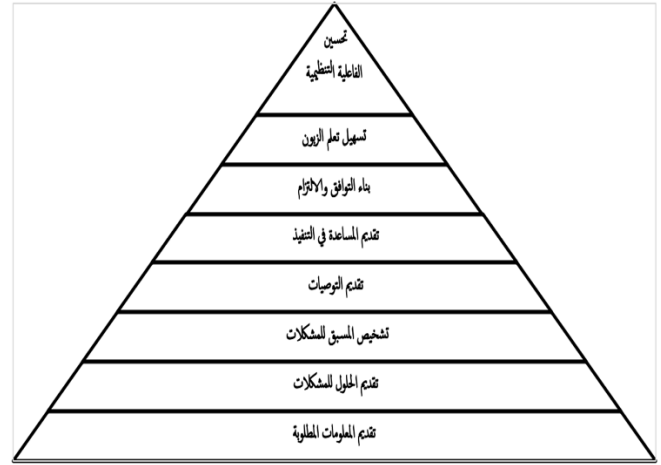 تحسين
الفاعلية التنظيمية
تسهيل تعلم الزبون
بناء التوافق والالتزام
تقديم المساعدة في التنفيذ
تقديم التوصيات
تشخيص المسبق للمشكلات
تقديم الحلول للمشكلات
تقديم المعلومات المطلوبة